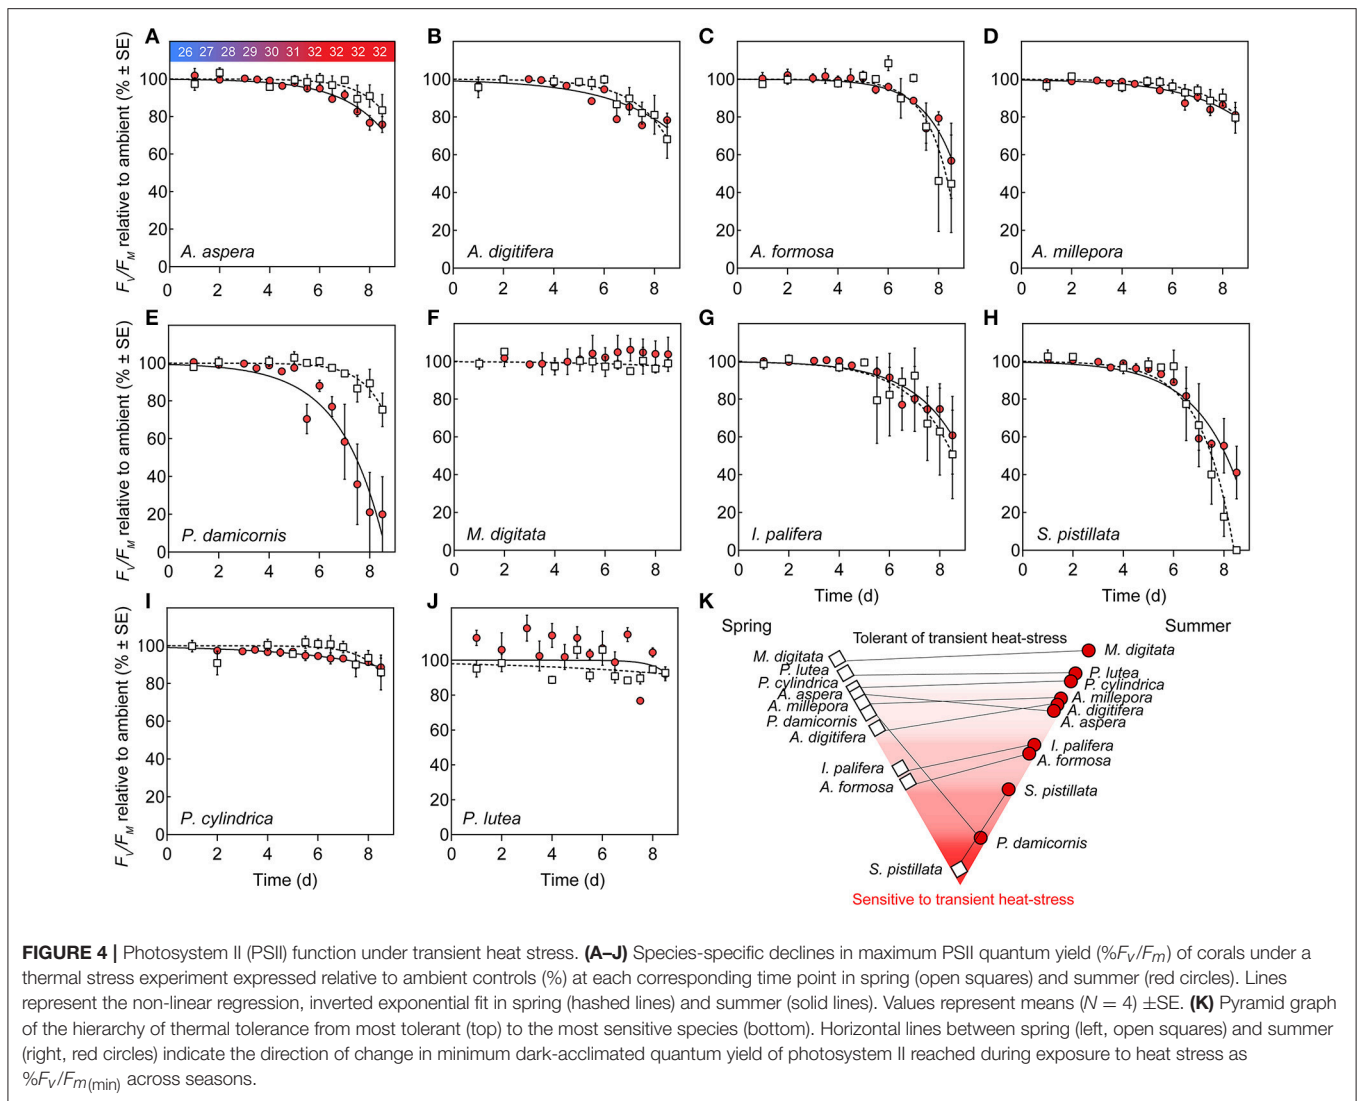 A
B
C
D
26 27 28 29 30 31 32 32 32 32
Fv/FM relative to ambient (% ± SE)
100
80
60
40
20
0
0 2 4 6 8
A. aspera
100
80
60
40
20
0
0 2 4 6 8
A. digitifera
100
80
60
40
20
0
0 2 4 6 8
A. formosa
100
80
60
40
20
0
0 2 4 6 8
A. millepora
E
F
G
H
Fv/FM relative to ambient (% ± SE)
100
80
60
40
20
0
0 2 4 6 8
P. damicornis
100
80
60
40
20
0
0 2 4 6 8
M. digitata
100
80
60
40
20
0
0 2 4 6 8
Time (d)
I. palifera
100
80
60
40
20
0
0 2 4 6 8
Time (d)
S. pistillata
I
J
K
Fv/FM relative to ambient (% ± SE)
120
100
80
60
40
20
0
0 2 4 6 8
Time (d)
P. cylindrica
120
100
80
60
40
20
0
0 2 4 6 8
Time (d)
P. lutea
Spring
Summer
Tolerant of transient heat-stress
M. digitata
P. lutea
P. cylindrica
A. aspera
A. millepora
P. damicornis
A. digitifera
I. palifera
A. formosa
S. pistillata
M. digitata
P. lutea
P. cylindrica
A. millepora
A. digitifera
A. aspera
I. palifera
A. formosa
S. pistillata
P. damicornis
Sensitive to transient heat-stress
FIGURE 4 | Photosystem II (PSII) function under transient heat stress. (A–J) Species-specific declines in maximum PSII quantum yield (%Fv/Fm) of corals under a
thermal stress experiment expressed relative to ambient controls (%) at each corresponding time point in spring (open squares) and summer (red circles). Lines
represent the non-linear regression, inverted exponential fit in spring (hashed lines) and summer (solid lines). Values represent means (N = 4) ±SE. (K) Pyramid graph
of the hierarchy of thermal tolerance from most tolerant (top) to the most sensitive species (bottom). Horizontal lines between spring (left, open squares) and summer
(right, red circles) indicate the direction of change in minimum dark-acclimated quantum yield of photosystem II reached during exposure to heat stress as
%Fv/Fm(min) across seasons.